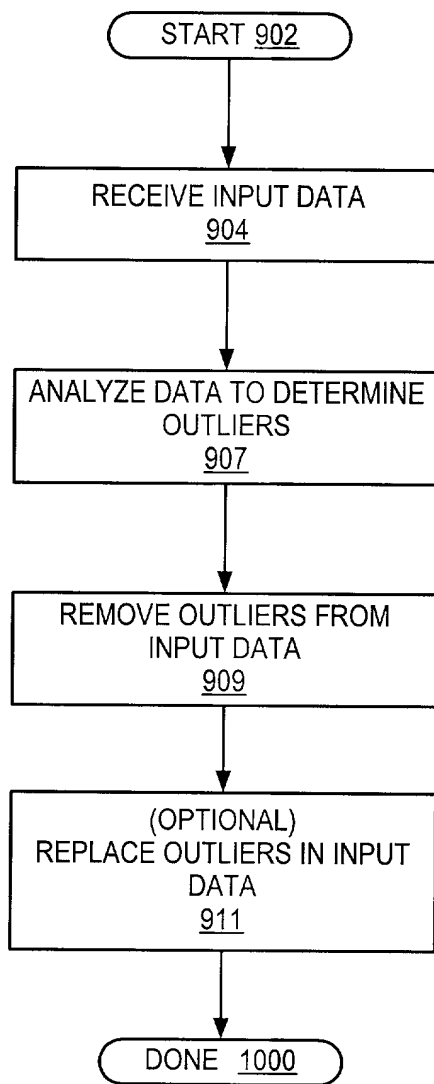 START 902
RECEIVE INPUT DATA
904
ANALYZE DATA TO DETERMINE
OUTLIERS
907
REMOVE OUTLIERS FROM
INPUT DATA
909
(OPTIONAL)
REPLACE OUTLIERS IN INPUT
DATA
911
DONE 1000